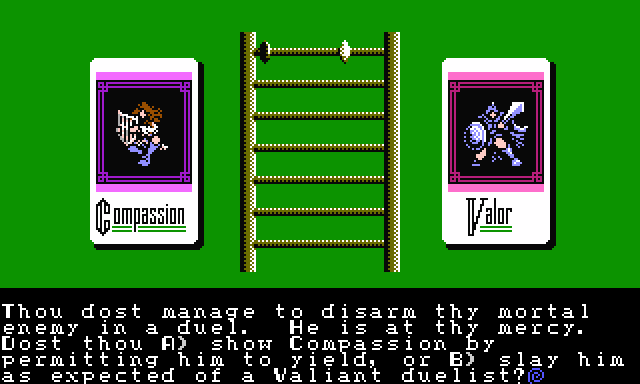 Compassion
Valor
Thou dost manage to disarm thy mortal
enemy in a duel.  He is at thy mercy.
Dost thou A) show Compassion by
permitting him to yield, or B) slay him
as expected of a Valiant duelist?